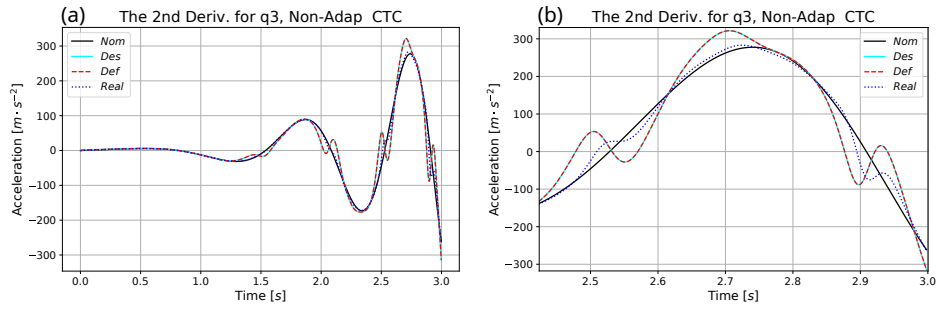 (a)
The 2nd Deriv. for q3, Non-Adap CTC
Acceleration [m · s⁻²]
300
200
100
0
−100
−200
−300
Nom
Des
Def
Real
0.0 0.5 1.0 1.5 2.0 2.5 3.0
Time [s]
(b)
The 2nd Deriv. for q3, Non-Adap CTC
Acceleration [m · s⁻²]
300
200
100
0
−100
−200
−300
Nom
Des
Def
Real
2.5 2.6 2.7 2.8 2.9 3.0
Time [s]